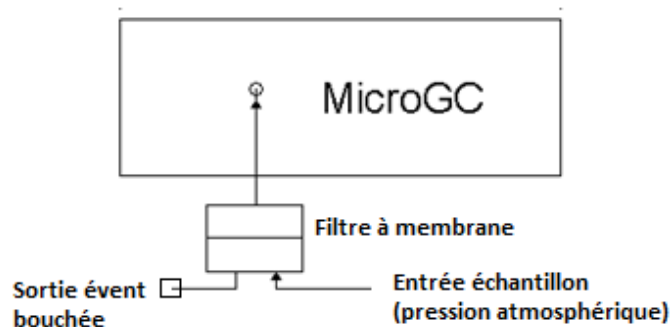 MicroGC
Filtre à membrane
Sortie évent
bouchée
Entrée échantillon
(pression atmosphérique)